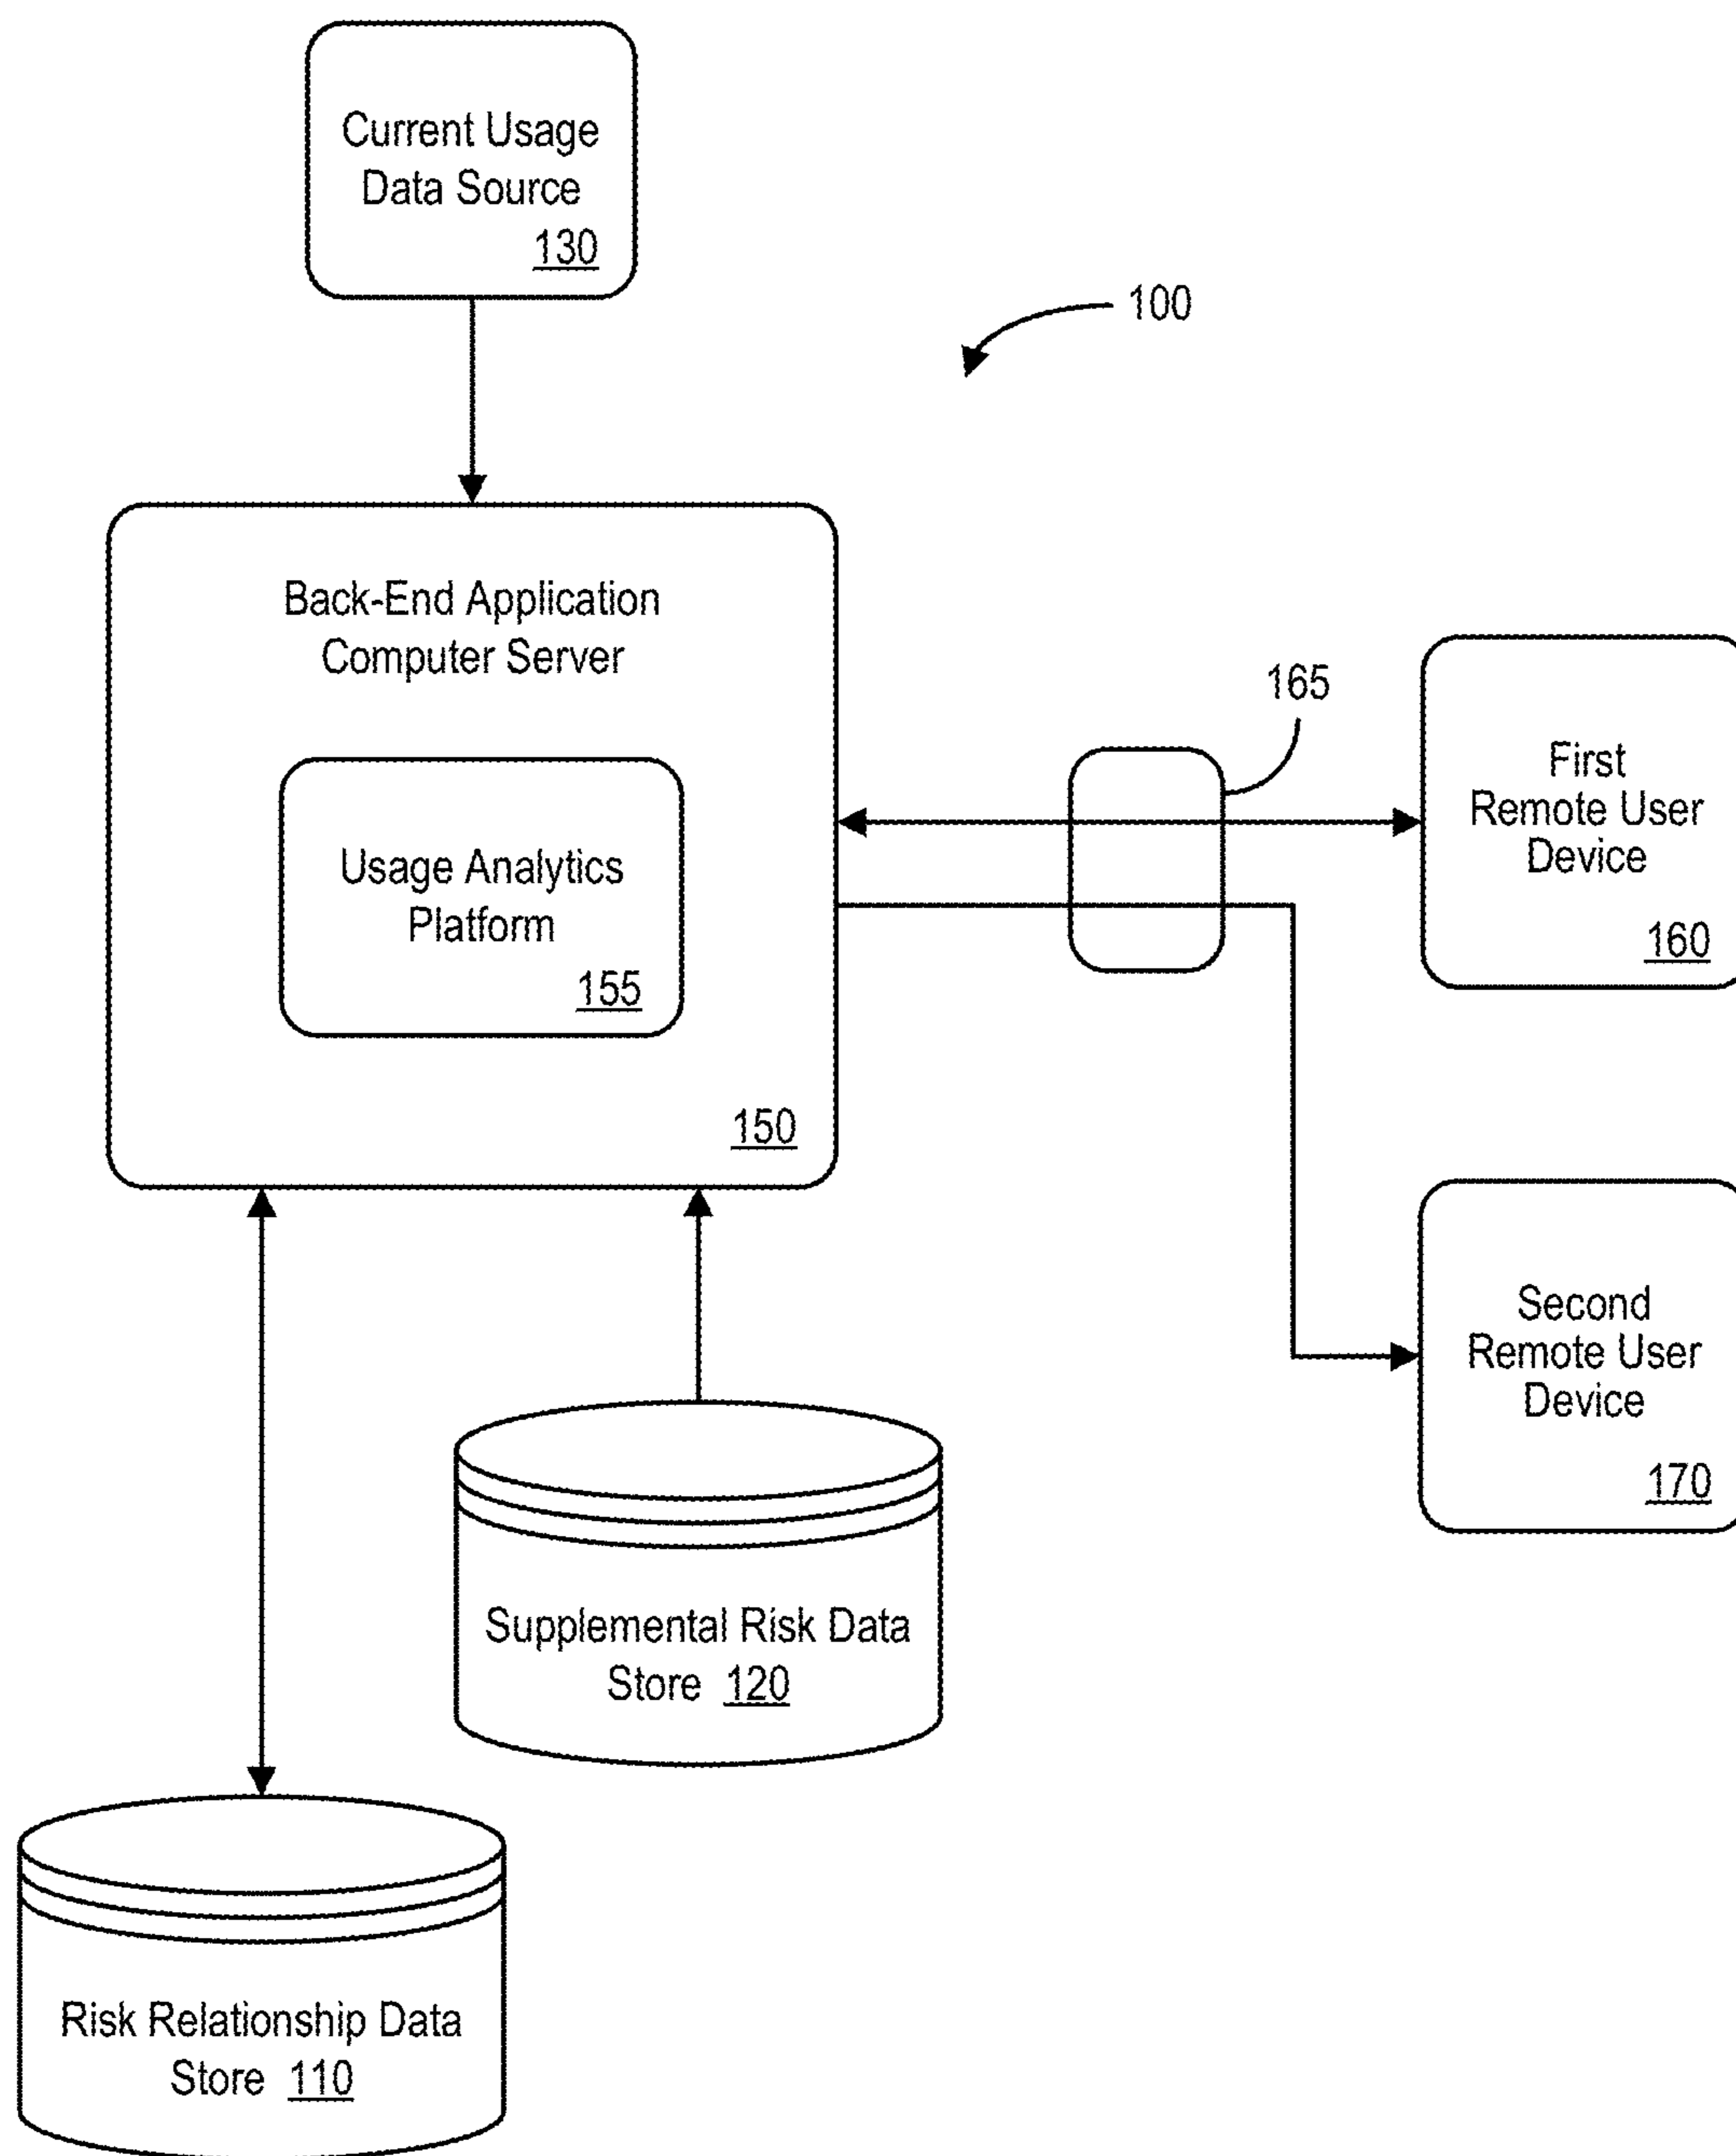 Current Usage
Data Source
130
100
Back-End Application
Computer Server
165
First
Remote User
Device
160
Usage Analytics
Platform
155
150
Second
Remote User
Device
170
Supplemental Risk Data
Store 120
Risk Relationship Data
Store 110